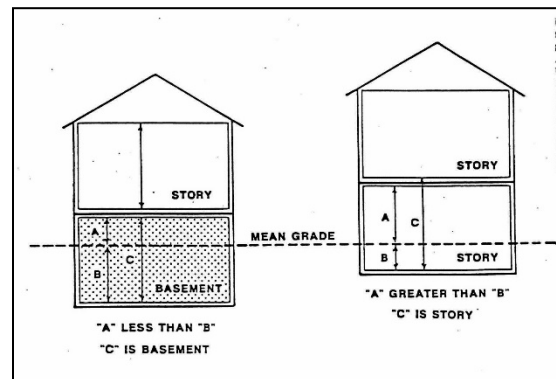 STORY
A
B
C
BASEMENT
"A" LESS THAN "B"
"C" IS BASEMENT
MEAN GRADE
STORY
A
C
B
STORY
"A" GREATER THAN "B"
"C" IS STORY